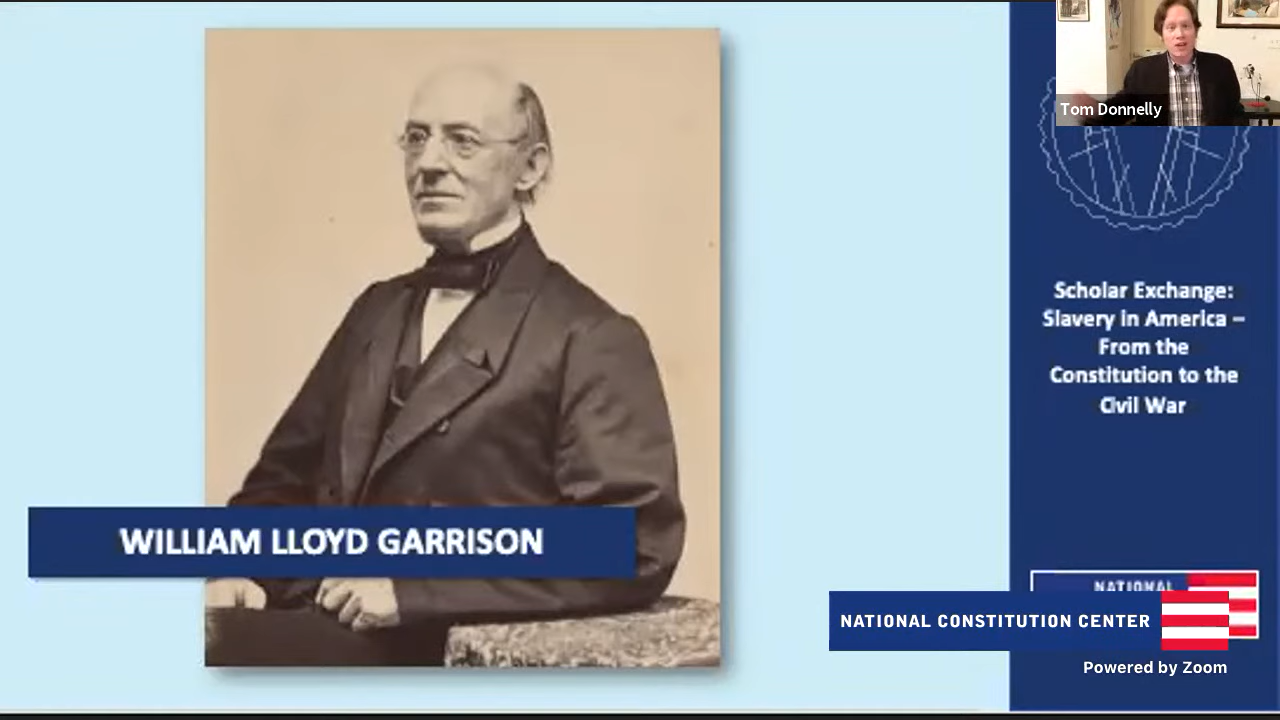 Tom Donnelly
Scholar Exchange:
Slavery in America –
From the
Constitution to the
Civil War
WILLIAM LLOYD GARRISON
NATIONAL
NATIONAL CONSTITUTION CENTER
Powered by Zoom